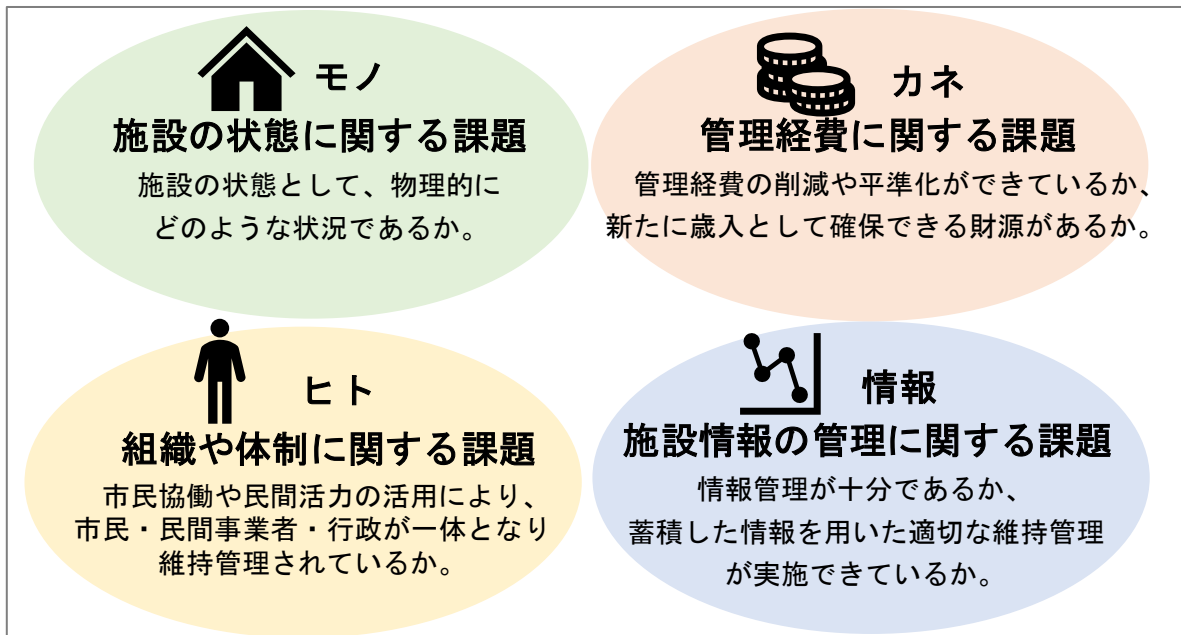 モノ
施設の状態に関する課題
施設の状態として、物理的に
どのような状況であるか。
カネ
管理経費に関する課題
管理経費の削減や平準化ができているか、
新たに歳入として確保できる財源があるか。
ヒト
組織や体制に関する課題
市民協働や民間活力の活用により、
市民・民間事業者・行政が一体となり
維持管理されているか。
情報
施設情報の管理に関する課題
情報管理が十分であるか、
蓄積した情報を用いた適切な維持管理
が実施できているか。